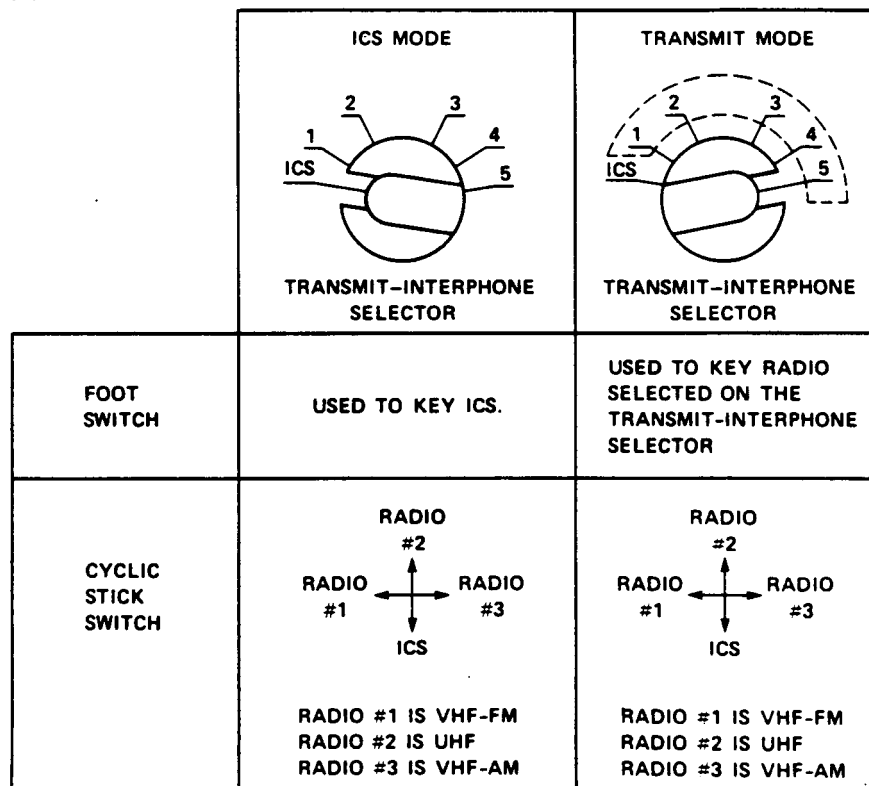 ICS MODE
2
3
1
4
ICS
5
TRANSMIT–INTERPHONE
SELECTOR
TRANSMIT MODE
2
3
1
4
ICS
5
TRANSMIT–INTERPHONE
SELECTOR
FOOT
SWITCH
USED TO KEY ICS.
USED TO KEY RADIO
SELECTED ON THE
TRANSMIT-INTERPHONE
SELECTOR
CYCLIC
STICK
SWITCH
RADIO
#2
RADIO
#1
RADIO
#3
ICS
RADIO #1 IS VHF-FM
RADIO #2 IS UHF
RADIO #3 IS VHF-AM
RADIO
#2
RADIO
#1
RADIO
#3
ICS
RADIO #1 IS VHF-FM
RADIO #2 IS UHF
RADIO #3 IS VHF-AM